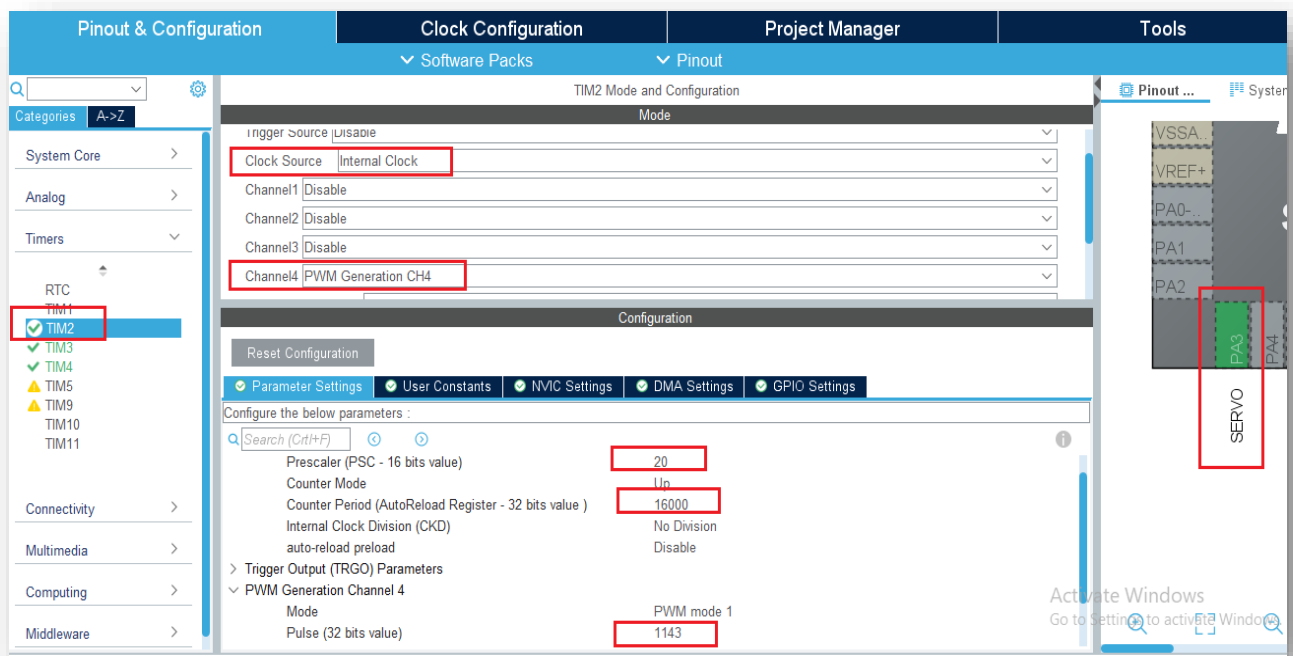 Pinout & Configuration
Clock Configuration
Project Manager
Tools
Software Packs
Pinout
Categories
A->Z
System Core
Analog
Timers
RTC
TIM1
TIM2
TIM3
TIM4
TIM5
TIM9
TIM10
TIM11
Connectivity
Multimedia
Computing
Middleware
TIM2 Mode and Configuration
Mode
Trigger Source Disable
Clock Source Internal Clock
Channel1 Disable
Channel2 Disable
Channel3 Disable
Channel4 PWM Generation CH4
Configuration
Reset Configuration
Parameter Settings
User Constants
NVIC Settings
DMA Settings
GPIO Settings
Configure the below parameters :
Search (Crtl+F)
Prescaler (PSC - 16 bits value) 20
Counter Mode Up
Counter Period (AutoReload Register - 32 bits value ) 16000
Internal Clock Division (CKD) No Division
auto-reload preload Disable
Trigger Output (TRGO) Parameters
PWM Generation Channel 4
Mode PWM mode 1
Pulse (32 bits value) 1143
Pinout ...
System
VSSA..
VREF+
PA0-..
PA1
PA2
PA3
PA4
SERVO
Activate Windows
Go to Settings to activate Windows.